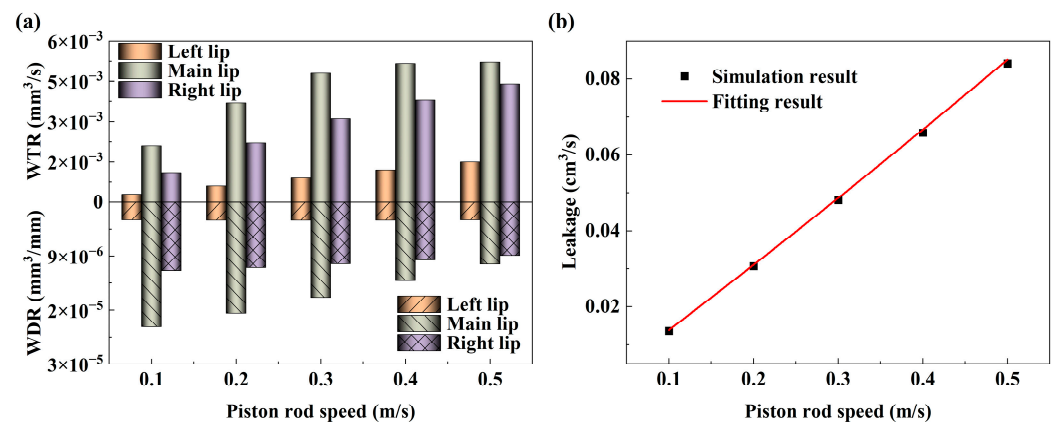 (a)
WTR (mm³/s)
6×10⁻³
5×10⁻³
3×10⁻³
2×10⁻³
0
Left lip
Main lip
Right lip
WDR (mm³/mm)
9×10⁻⁶
2×10⁻⁵
3×10⁻⁵
Left lip
Main lip
Right lip
0.1 0.2 0.3 0.4 0.5
Piston rod speed (m/s)
(b)
Leakage (cm³/s)
0.08
0.06
0.04
0.02
Simulation result
Fitting result
0.1 0.2 0.3 0.4 0.5
Piston rod speed (m/s)